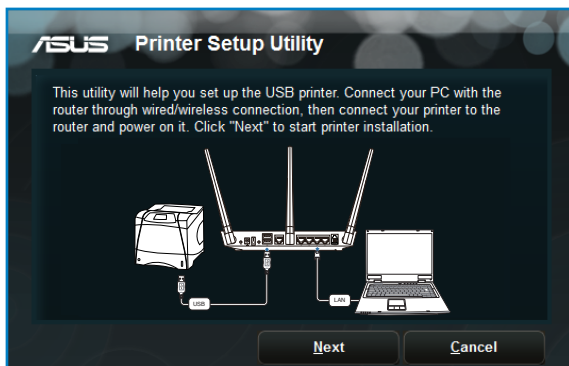 ASUS Printer Setup Utility
This utility will help you set up the USB printer. Connect your PC with the
router through wired/wireless connection, then connect your printer to the
router and power on it. Click "Next" to start printer installation.
USB
LAN
Next
Cancel